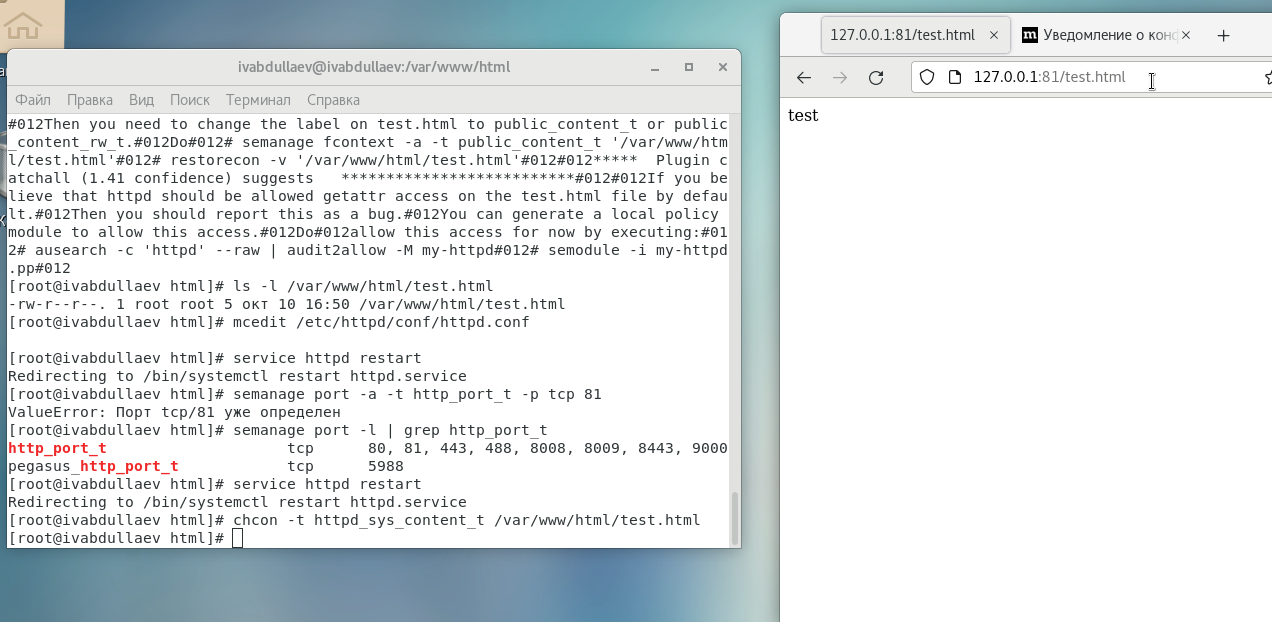 ivabdullaev@ivabdullaev:/var/www/html
Файл Правка Вид Поиск Терминал Справка
#012Then you need to change the label on test.html to public_content_t or public
_content_rw_t.#012Do#012# semanage fcontext -a -t public_content_t '/var/www/htm
l/test.html'#012# restorecon -v '/var/www/html/test.html'#012#012*****  Plugin c
atchall (1.41 confidence) suggests   **************************#012#012If you be
lieve that httpd should be allowed getattr access on the test.html file by defau
lt.#012Then you should report this as a bug.#012You can generate a local policy
module to allow this access.#012Do#012allow this access for now by executing:#01
2# ausearch -c 'httpd' --raw | audit2allow -M my-httpd#012# semodule -i my-httpd
.pp#012
[root@ivabdullaev html]# ls -l /var/www/html/test.html
-rw-r--r--. 1 root root 5 окт 10 16:50 /var/www/html/test.html
[root@ivabdullaev html]# mcedit /etc/httpd/conf/httpd.conf
[root@ivabdullaev html]# service httpd restart
Redirecting to /bin/systemctl restart httpd.service
[root@ivabdullaev html]# semanage port -a -t http_port_t -p tcp 81
ValueError: Порт tcp/81 уже определен
[root@ivabdullaev html]# semanage port -l | grep http_port_t
http_port_t                    tcp      80, 81, 443, 488, 8008, 8009, 8443, 9000
pegasus_http_port_t            tcp      5988
[root@ivabdullaev html]# service httpd restart
Redirecting to /bin/systemctl restart httpd.service
[root@ivabdullaev html]# chcon -t httpd_sys_content_t /var/www/html/test.html
[root@ivabdullaev html]#
127.0.0.1:81/test.html
Уведомление о кон
127.0.0.1:81/test.html
test